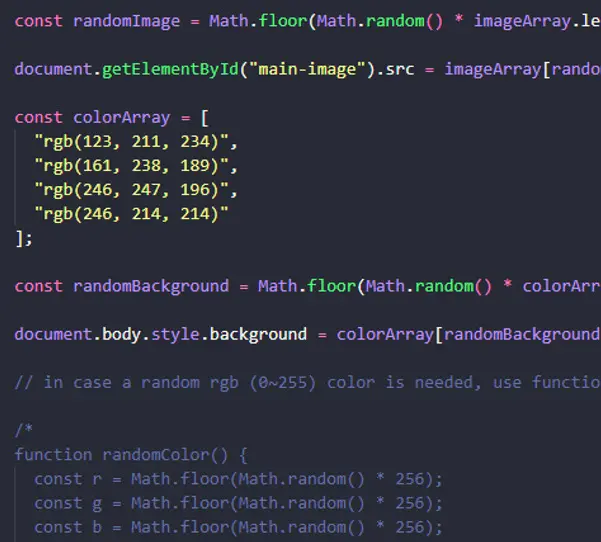 const randomImage = Math.floor(Math.random() * imageArray.le
document.getElementById("main-image").src = imageArray[rando
const colorArray = [
"rgb(123, 211, 234)",
"rgb(161, 238, 189)",
"rgb(246, 247, 196)",
"rgb(246, 214, 214)"
];
const randomBackground = Math.floor(Math.random() * colorArr
document.body.style.background = colorArray[randomBackground
// in case a random rgb (0~255) color is needed, use functio
/*
function randomColor() {
const r = Math.floor(Math.random() * 256);
const g = Math.floor(Math.random() * 256);
const b = Math.floor(Math.random() * 256);